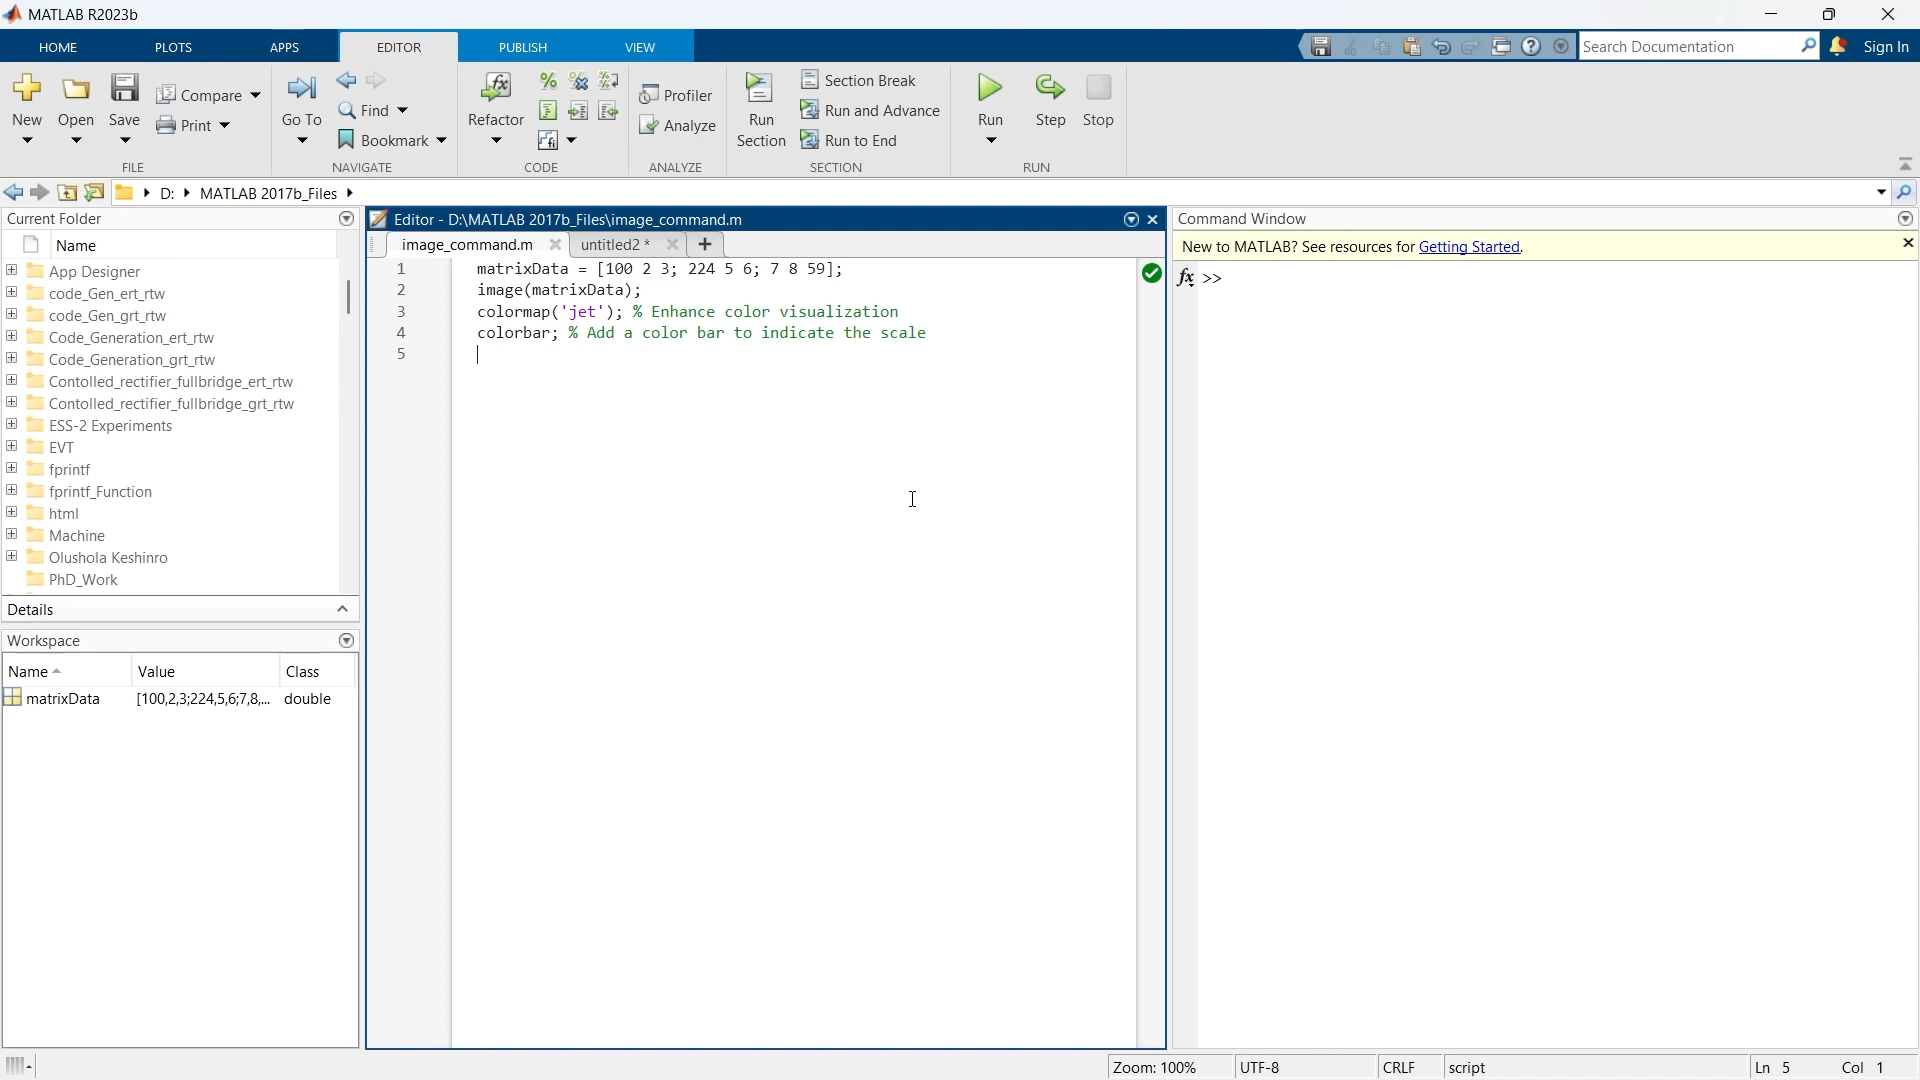 MATLAB R2023b
HOME PLOTS APPS EDITOR PUBLISH VIEW
Search Documentation
Sign In
New
Open
Save
Compare
Print
FILE
Go To
Find
Bookmark
NAVIGATE
Refactor
CODE
Profiler
Analyze
ANALYZE
Run
Section
Section Break
Run and Advance
Run to End
SECTION
Run
Step
Stop
RUN
D: MATLAB 2017b_Files
Current Folder
Name
App Designer
code_Gen_ert_rtw
code_Gen_grt_rtw
Code_Generation_ert_rtw
Code_Generation_grt_rtw
Contolled_rectifier_fullbridge_ert_rtw
Contolled_rectifier_fullbridge_grt_rtw
ESS-2 Experiments
EVT
fprintf
fprintf_Function
html
Machine
Olushola Keshinro
PhD_Work
Details
Workspace
Name Value Class
matrixData [100,2,3;224,5,6;7,8,... double
Editor - D:\MATLAB 2017b_Files\image_command.m
image_command.m untitled2 * +
1 matrixData = [100 2 3; 224 5 6; 7 8 59];
2 image(matrixData);
3 colormap('jet'); % Enhance color visualization
4 colorbar; % Add a color bar to indicate the scale
5
Command Window
New to MATLAB? See resources for Getting Started.
fx >>
Zoom: 100% UTF-8 CRLF script Ln 5 Col 1